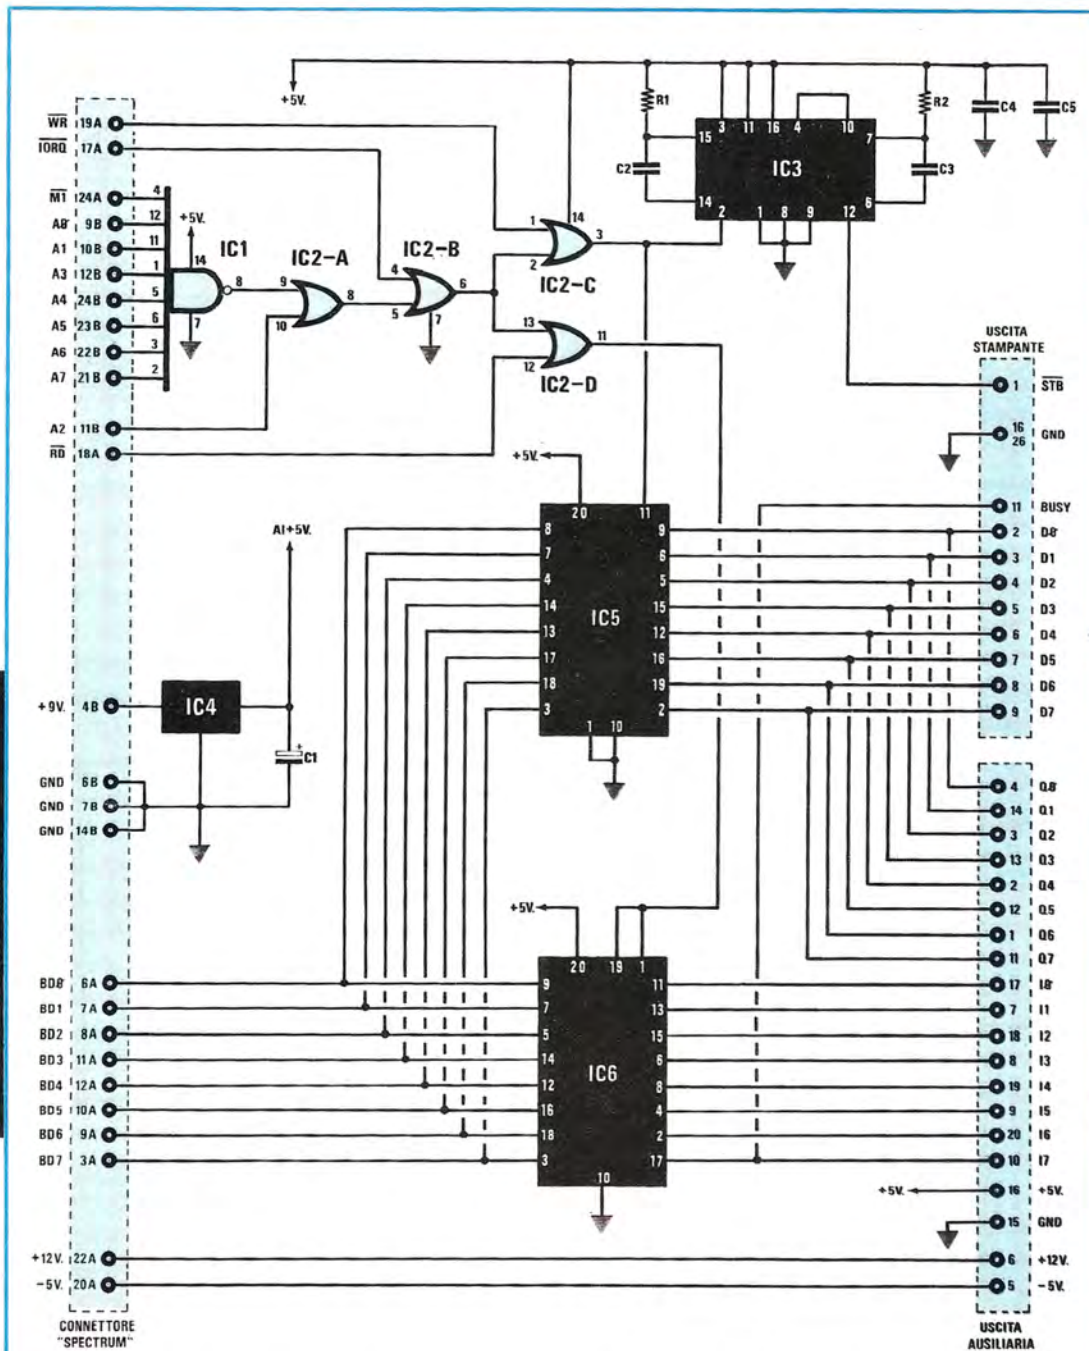 +5V.
R1
R2
C4
C5
C2
C3
3 11 16 4 10
15
7
IC3
14
6
2 1 8 9 12
WR 19A
IORQ 17A
M1 24A
A0 9B
A1 10B
A3 12B
A4 24B
A5 23B
A6 22B
A7 21B
A2 11B
RD 18A
4
12
11
1
5
6
3
2
+5V.
14
7
8
IC1
IC2-A
9
10
8
IC2-B
4
5
6
7
1
2
14
3
IC2-C
13
12
11
IC2-D
USCITA
STAMPANTE
1 STB
16
26 GND
11 BUSY
2 D0
3 D1
4 D2
5 D3
6 D4
7 D5
8 D6
9 D7
+5V.
20 11
8 9
7 6
4 5
14 15
13 12
17 16
18 19
3 2
IC5
1 10
AI+5V.
+9V. 4B
IC4
+
C1
GND 6B
GND 7B
GND 14B
4 Q0
14 Q1
3 Q2
13 Q3
2 Q4
12 Q5
1 Q6
11 Q7
17 I0
7 I1
18 I2
8 I3
19 I4
9 I5
20 I6
10 I7
+5V. 16 +5V.
15 GND
6 +12V.
5 -5V.
+5V.
20 19 1
9 11
7 13
5 15
14 6
12 8
16 4
18 2
3 17
IC6
10
BD0 6A
BD1 7A
BD2 8A
BD3 11A
BD4 12A
BD5 10A
BD6 9A
BD7 3A
+12V. 22A
-5V. 20A
CONNETTORE
"SPECTRUM"
USCITA
AUSILIARIA